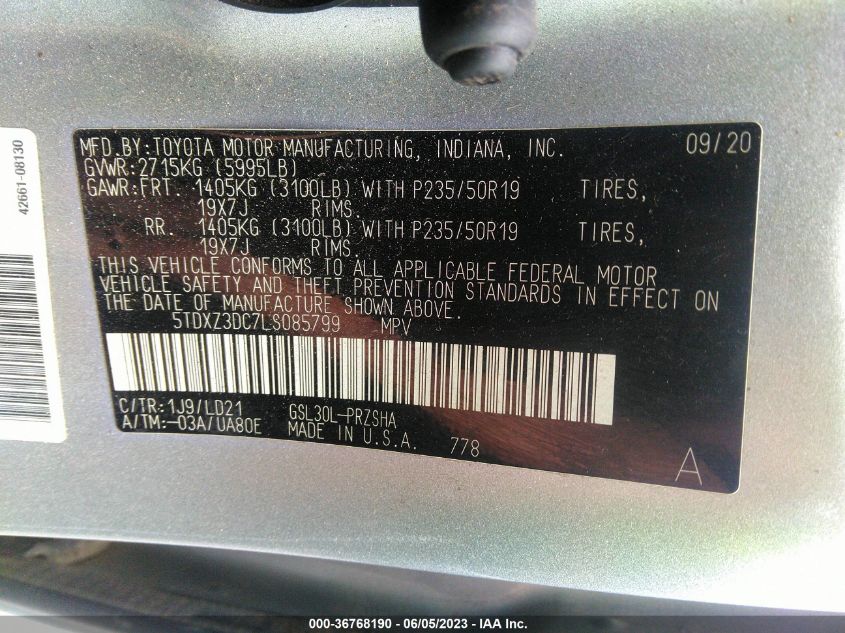 MFD.BY:TOYOTA MOTOR MANUFACTURING, INDIANA, INC. 09/20
GVWR:2715KG (5995LB)
GAWR:FRT. 1405KG (3100LB) WITH P235/50R19 TIRES,
19X7J RIMS.
RR. 1405KG (3100LB) WITH P235/50R19 TIRES,
19X7J RIMS.
THIS VEHICLE CONFORMS TO ALL APPLICABLE FEDERAL MOTOR
VEHICLE SAFETY AND THEFT PREVENTION STANDARDS IN EFFECT ON
THE DATE OF MANUFACTURE SHOWN ABOVE.
5TDXZ3DC7LS085799 MPV
C/TR:1J9/LD21 GSL30L-PRZSHA
A/TM:-03A/UA80E MADE IN U.S.A. 778
A
42661-08130
000-36768190 - 06/05/2023 - IAA Inc.